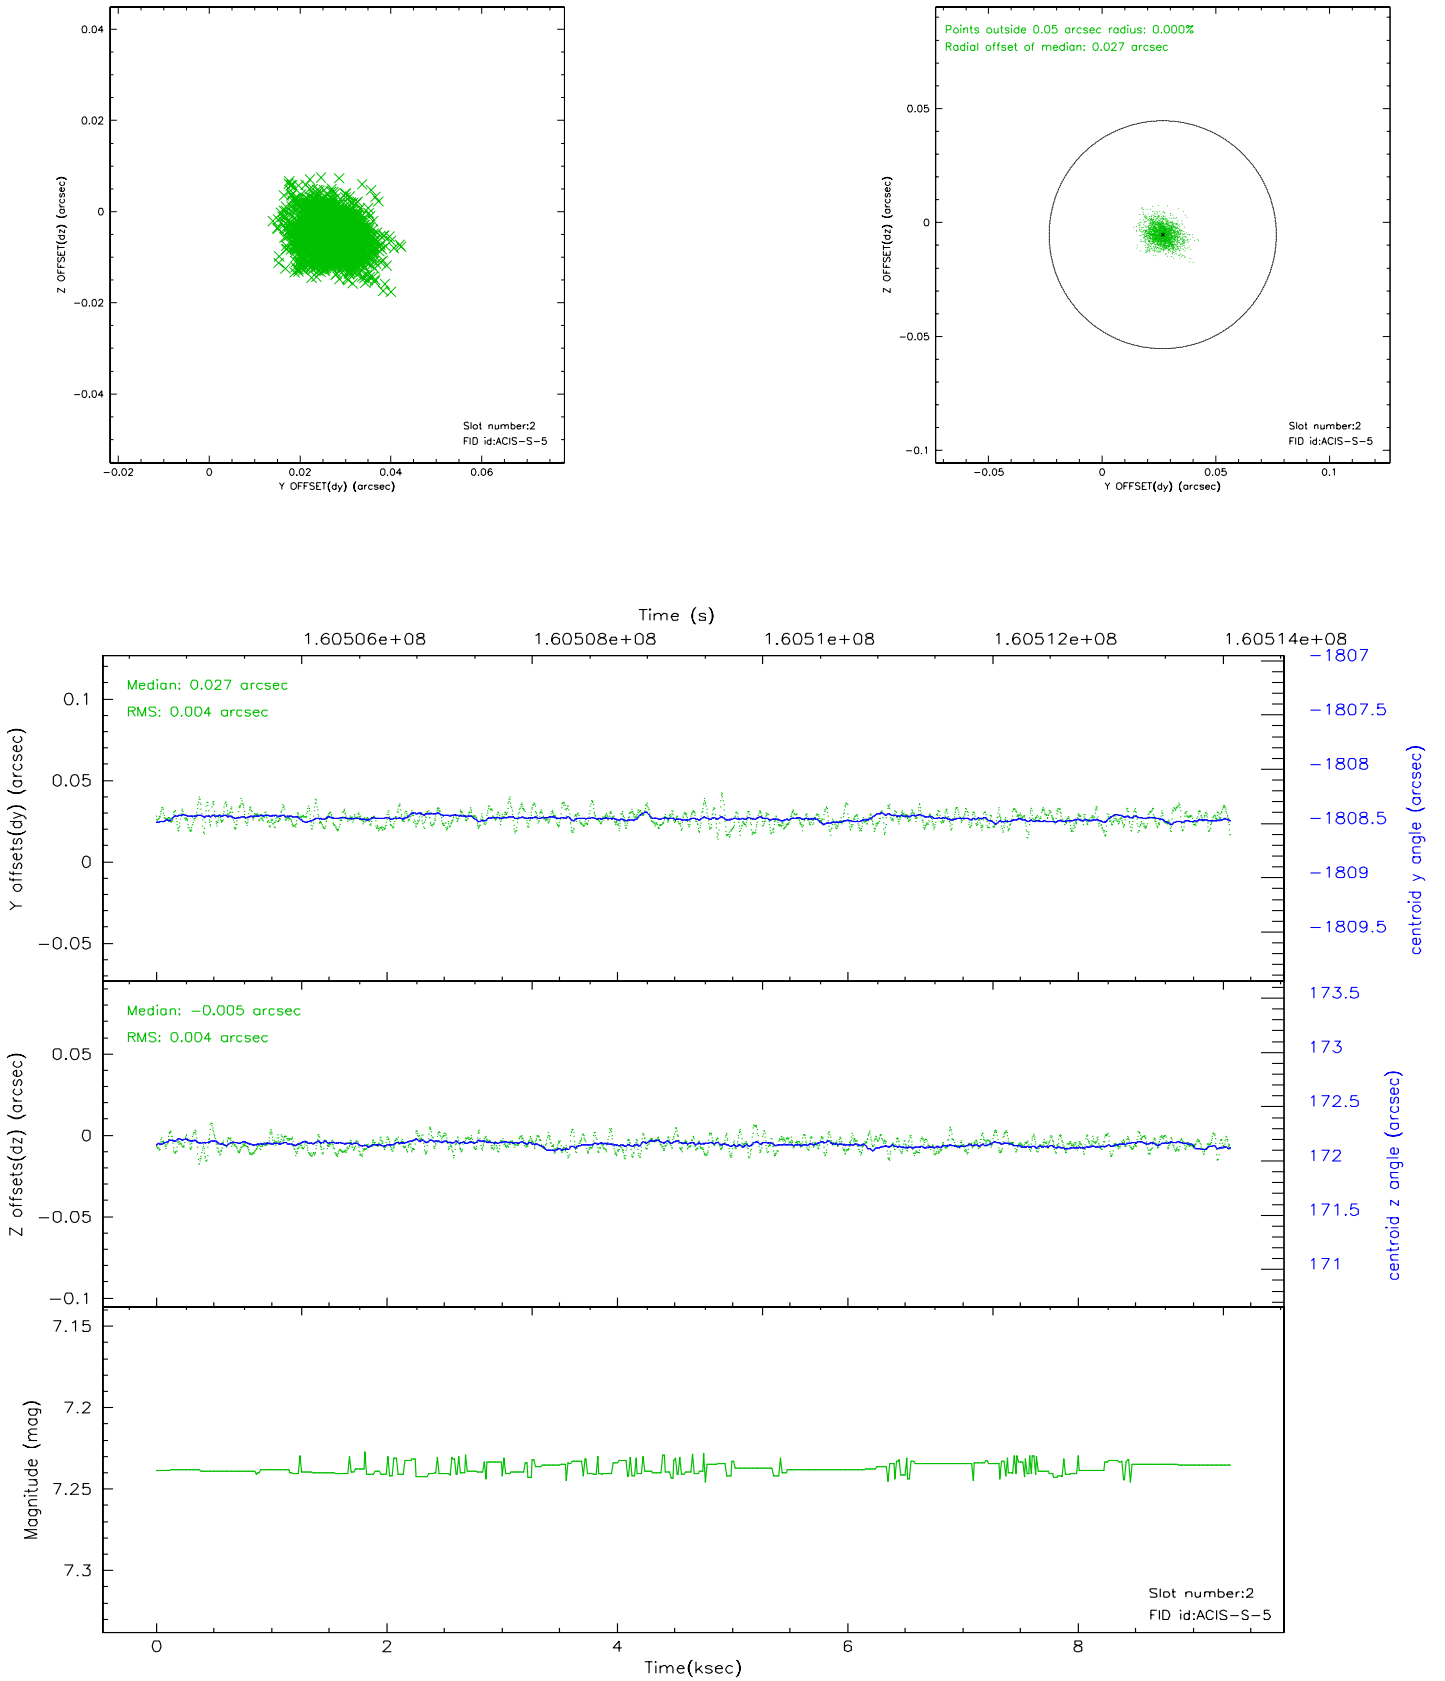 0.04
0.02
0
−0.02
−0.04
Z OFFSET(dz) (arcsec)
Slot number:2
FID id:ACIS−S−5
−0.02 0 0.02 0.04 0.06
Y OFFSET(dy) (arcsec)
Points outside 0.05 arcsec radius: 0.000%
Radial offset of median: 0.027 arcsec
0.05
0
−0.05
−0.1
Z OFFSET(dz) (arcsec)
Slot number:2
FID id:ACIS−S−5
−0.05 0 0.05 0.1
Y OFFSET(dy) (arcsec)
Time (s)
1.60506e+08 1.60508e+08 1.6051e+08 1.60512e+08 1.60514e+08
Median: 0.027 arcsec
RMS: 0.004 arcsec
0.1
0.05
0
−0.05
Y offsets(dy) (arcsec)
−1807
−1807.5
−1808
−1808.5
−1809
−1809.5
centroid y angle (arcsec)
Median: −0.005 arcsec
RMS: 0.004 arcsec
0.05
0
−0.05
−0.1
Z offsets(dz) (arcsec)
173.5
173
172.5
172
171.5
171
centroid z angle (arcsec)
7.15
7.2
7.25
7.3
Magnitude (mag)
Slot number:2
FID id:ACIS−S−5
0 2 4 6 8
Time(ksec)